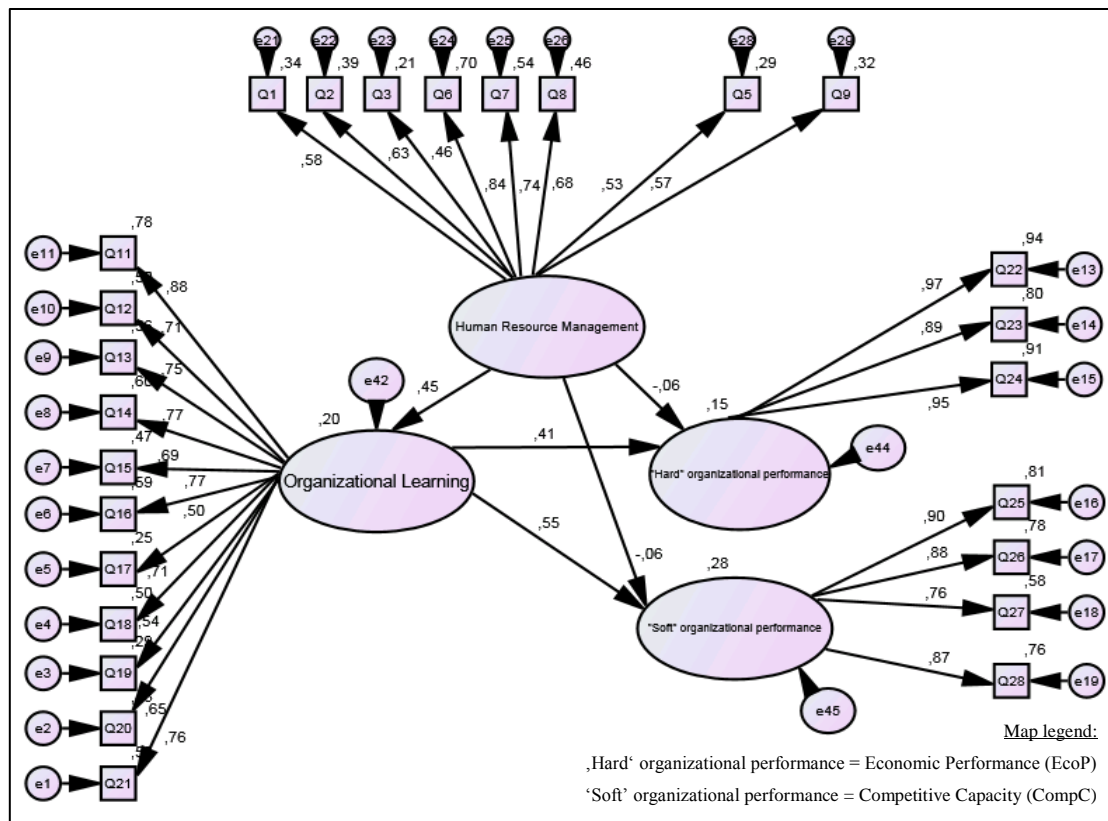 e21 e22 e23 e24 e25 e26 e28 e29
,34 ,39 ,21 ,70 ,54 ,46 ,29 ,32
Q1 Q2 Q3 Q6 Q7 Q8 Q5 Q9
,58 ,63 ,46 ,84 ,74 ,68 ,53 ,57
Human Resource Management
,45
-,06
-,06
e42
,20
Organizational Learning
,41
,55
,78
e11 Q11
,88
e10 Q12
,71
e9 Q13
,75
,60
e8 Q14
,77
,47
e7 Q15
,69
,59
e6 Q16
,77
,25
e5 Q17
,50
,50
e4 Q18
,71
,29
e3 Q19
,54
e2 Q20
,65
e1 Q21
,76
,15
"Hard" organizational performance
e44
,97 ,89 ,95
,94
Q22 e13
,80
Q23 e14
,91
Q24 e15
,28
"Soft" organizational performance
e45
,90 ,88 ,76 ,87
,81
Q25 e16
,78
Q26 e17
,58
Q27 e18
,76
Q28 e19
Map legend:
‚Hard‘ organizational performance = Economic Performance (EcoP)
‘Soft’ organizational performance = Competitive Capacity (CompC)